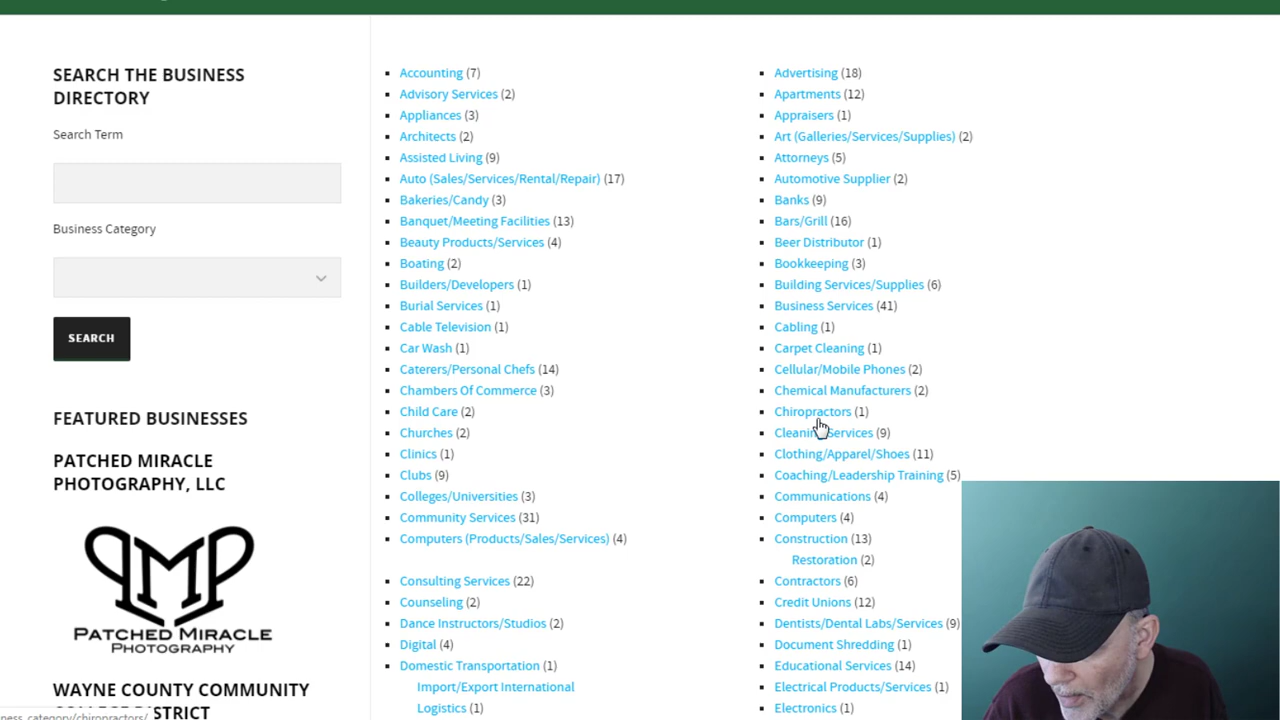 SEARCH THE BUSINESS
DIRECTORY
Search Term
Business Category
SEARCH
FEATURED BUSINESSES
PATCHED MIRACLE
PHOTOGRAPHY, LLC
PMP
PATCHED MIRACLE
PHOTOGRAPHY
WAYNE COUNTY COMMUNITY
DISTRICT
Accounting (7)
Advisory Services (2)
Appliances (3)
Architects (2)
Assisted Living (9)
Auto (Sales/Services/Rental/Repair) (17)
Bakeries/Candy (3)
Banquet/Meeting Facilities (13)
Beauty Products/Services (4)
Boating (2)
Builders/Developers (1)
Burial Services (1)
Cable Television (1)
Car Wash (1)
Caterers/Personal Chefs (14)
Chambers Of Commerce (3)
Child Care (2)
Churches (2)
Clinics (1)
Clubs (9)
Colleges/Universities (3)
Community Services (31)
Computers (Products/Sales/Services) (4)
Consulting Services (22)
Counseling (2)
Dance Instructors/Studios (2)
Digital (4)
Domestic Transportation (1)
Import/Export International
Logistics (1)
Advertising (18)
Apartments (12)
Appraisers (1)
Art (Galleries/Services/Supplies) (2)
Attorneys (5)
Automotive Supplier (2)
Banks (9)
Bars/Grill (16)
Beer Distributor (1)
Bookkeeping (3)
Building Services/Supplies (6)
Business Services (41)
Cabling (1)
Carpet Cleaning (1)
Cellular/Mobile Phones (2)
Chemical Manufacturers (2)
Chiropractors (1)
Cleaning Services (9)
Clothing/Apparel/Shoes (11)
Coaching/Leadership Training (5)
Communications (4)
Computers (4)
Construction (13)
Restoration (2)
Contractors (6)
Credit Unions (12)
Dentists/Dental Labs/Services (9)
Document Shredding (1)
Educational Services (14)
Electrical Products/Services (1)
Electronics (1)
ness_category/chiropractors/